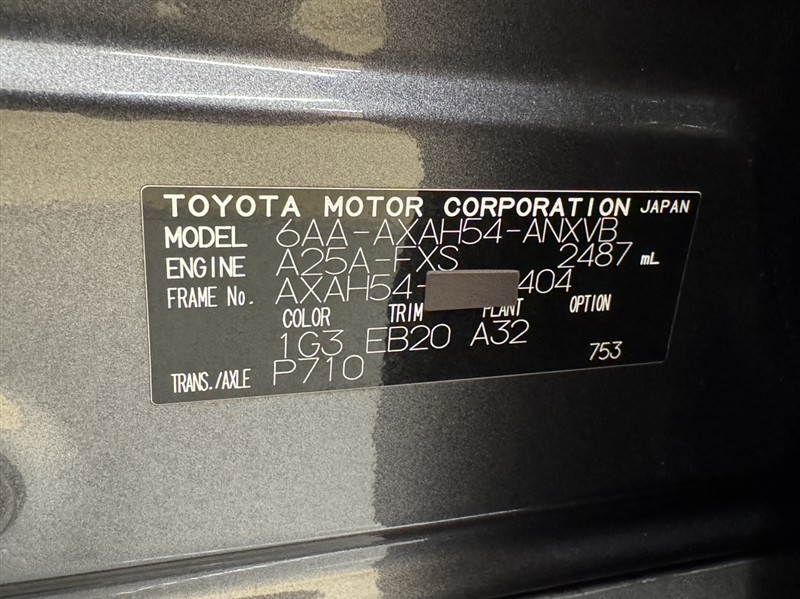 TOYOTA MOTOR CORPORATION JAPAN
MODEL 6AA-AXAH54-ANXVB
ENGINE A25A-FXS 2487 mL
FRAME No. AXAH54- 404
COLOR TRIM PLANT OPTION
1G3 EB20 A32 753
TRANS./AXLE P710